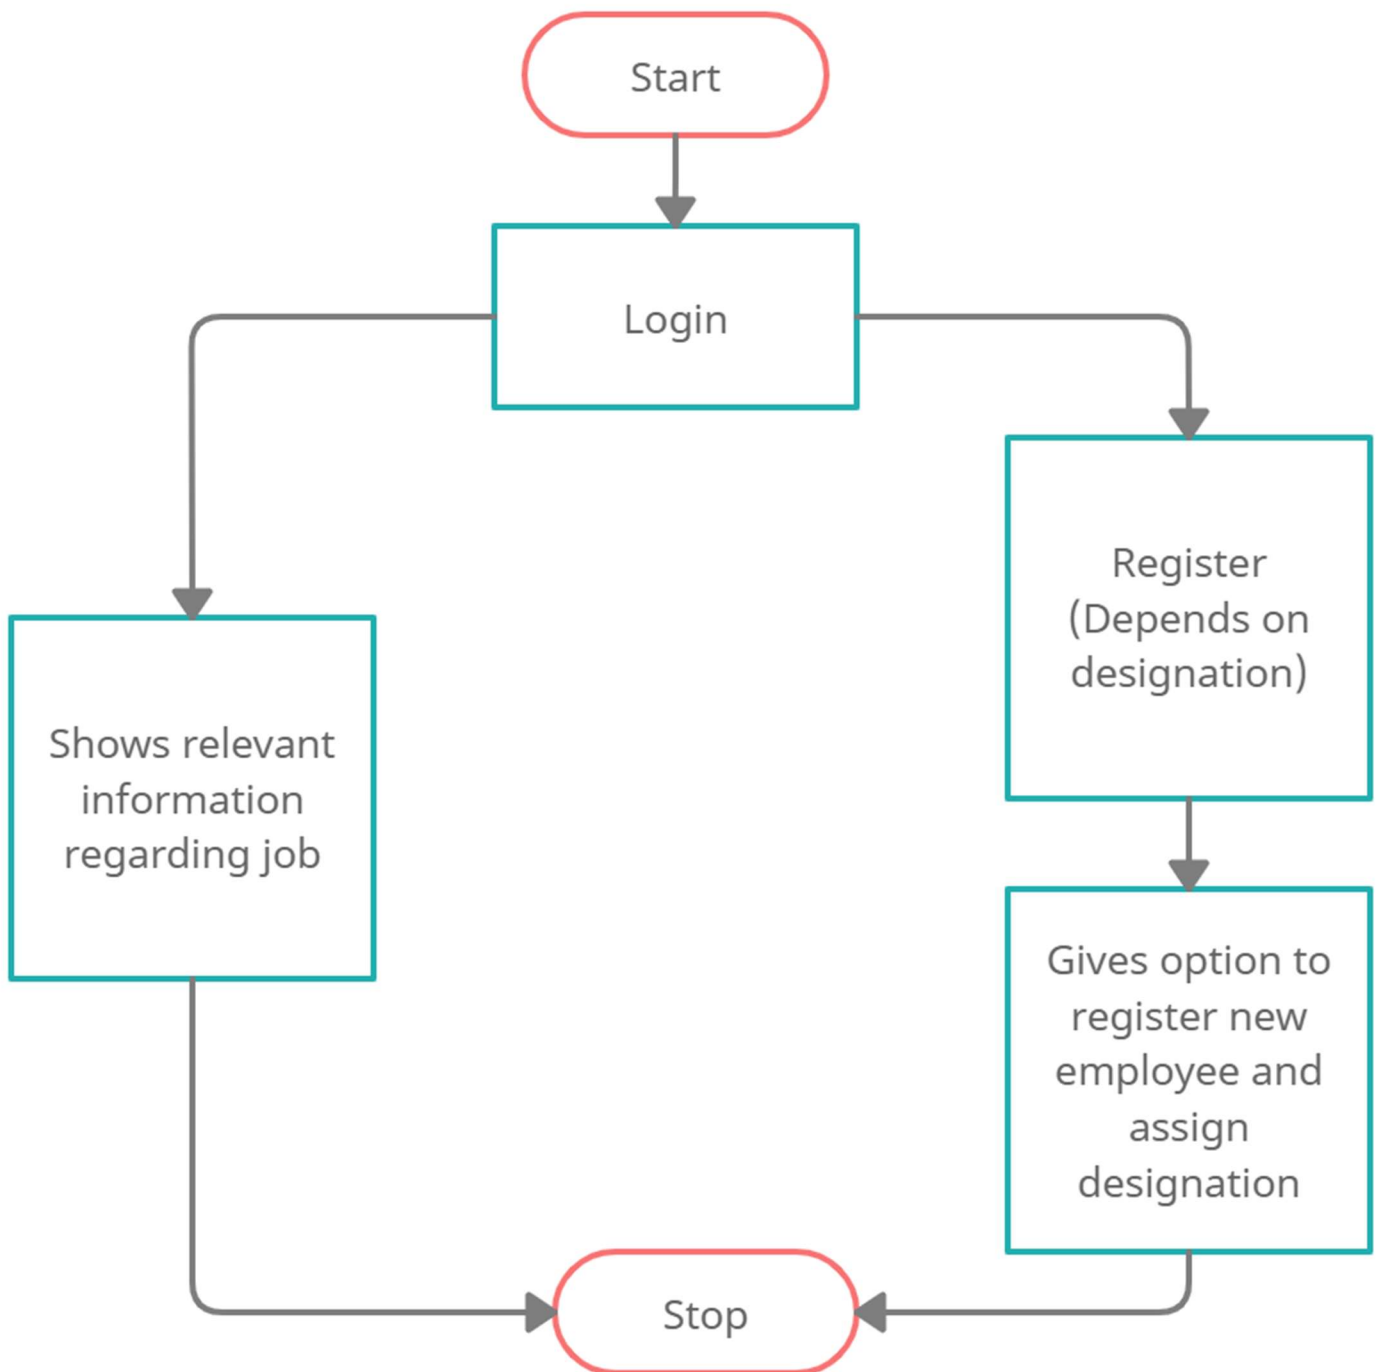 Start
Login
Register
(Depends on
designation)
Shows relevant
information
regarding job
Gives option to
register new
employee and
assign
designation
Stop